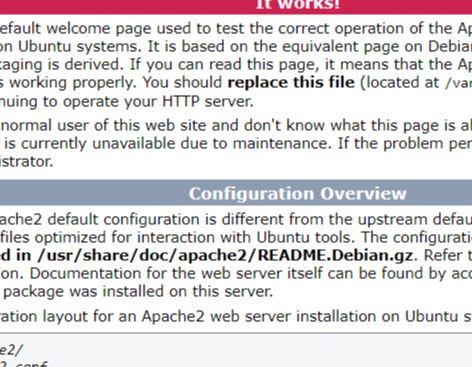 It works!
default welcome page used to test the correct operation of the Ap
on Ubuntu systems. It is based on the equivalent page on Debia
kaging is derived. If you can read this page, it means that the Ap
s working properly. You should replace this file (located at /var
nuing to operate your HTTP server.
normal user of this web site and don't know what this page is a
is currently unavailable due to maintenance. If the problem per
istrator.
Configuration Overview
ache2 default configuration is different from the upstream defau
files optimized for interaction with Ubuntu tools. The configurati
d in /usr/share/doc/apache2/README.Debian.gz. Refer t
on. Documentation for the web server itself can be found by acc
package was installed on this server.
ration layout for an Apache2 web server installation on Ubuntu s
e2/